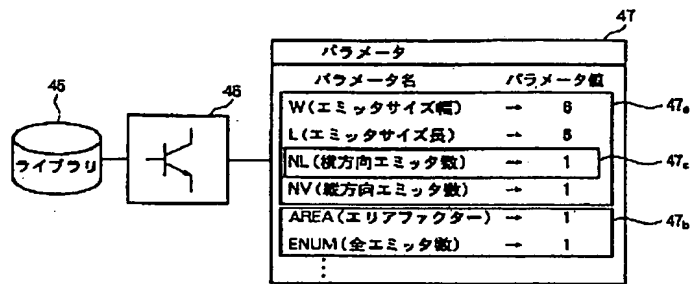 47
パラメータ
パラメータ名 パラメータ値
45
46
ライブラリ
W(エミッタサイズ幅) → 6
47a
L(エミッタサイズ長) → 5
NL(横方向エミッタ数) → 1
47c
NV(縦方向エミッタ数) → 1
AREA(エリアファクター) → 1
47b
ENUM(全エミッタ数) → 1
⋮